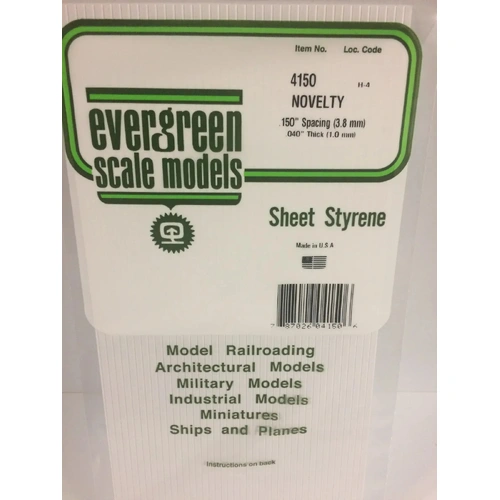 Item No. Loc. Code
4150 H-4
NOVELTY
.150" Spacing (3.8 mm)
.040" Thick (1.0 mm)
evergreen
scale models
Sheet Styrene
Made in U.S.A
87026 04150
Model Railroading
Architectural Models
Military Models
Industrial Models
Miniatures
Ships and Planes
Instructions on back